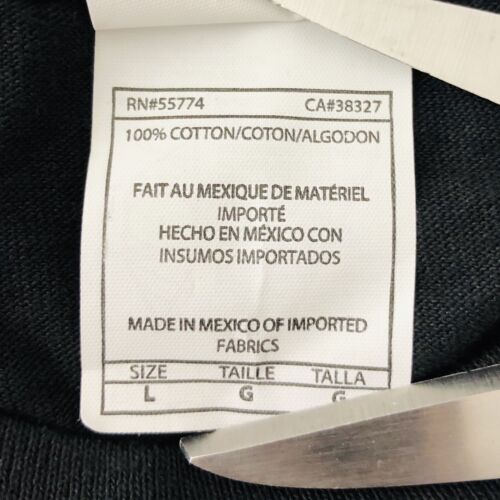 RN#55774 CA#38327
100% COTTON/COTON/ALGODON
FAIT AU MEXIQUE DE MATÉRIEL
IMPORTÉ
HECHO EN MÉXICO CON
INSUMOS IMPORTADOS
MADE IN MEXICO OF IMPORTED
FABRICS
SIZE TAILLE TALLA
L G G